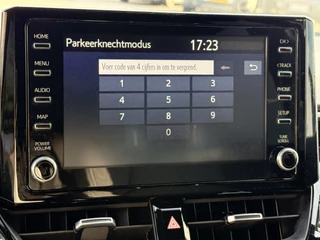 Parkeerknechtmodus 17:23
Voer code van 4 cijfers in om te vergrend.
1 2 3
4 5 6
7 8 9
0
HOME
MENU
AUDIO
MAP
POWER
VOLUME
CH >
< TRACK
PHONE
SETUP
TUNE
SCROLL